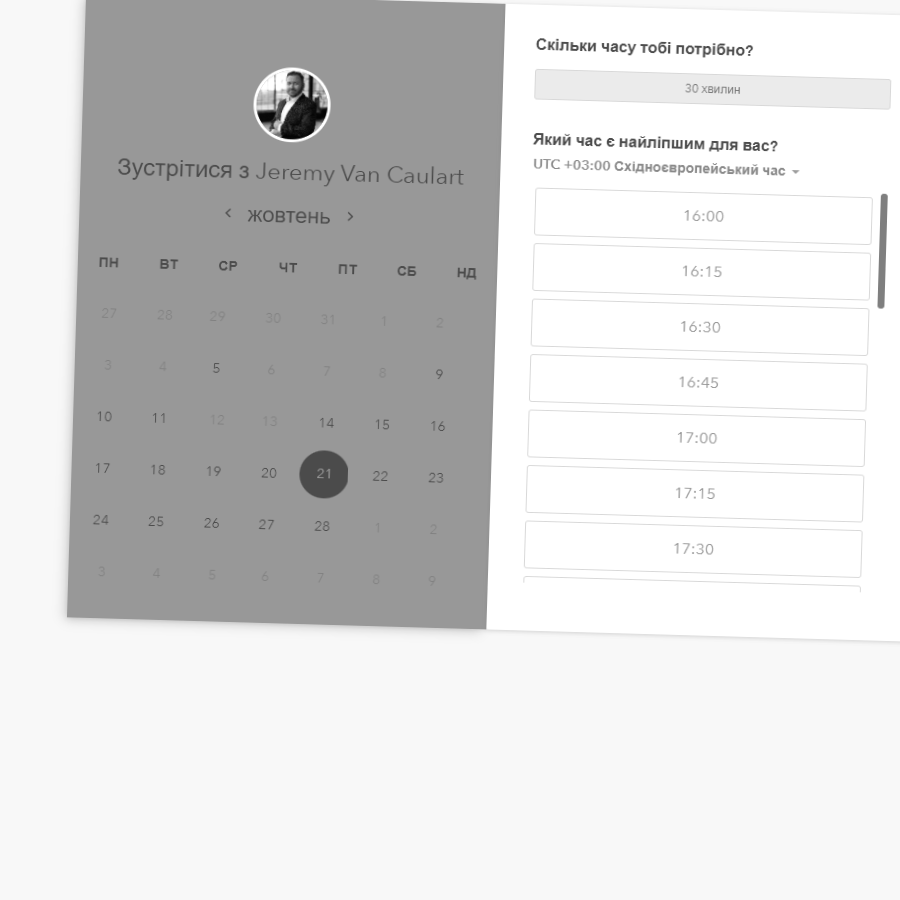 Зустрітися з Jeremy Van Caulart
жовтень
ПН ВТ СР ЧТ ПТ СБ НД
27 28 29 30 31 1 2
3 4 5 6 7 8 9
10 11 12 13 14 15 16
17 18 19 20 21 22 23
24 25 26 27 28 1 2
3 4 5 6 7 8 9
Скільки часу тобі потрібно?
30 хвилин
Який час є найліпшим для вас?
UTC +03:00 Східноєвропейський час
16:00
16:15
16:30
16:45
17:00
17:15
17:30